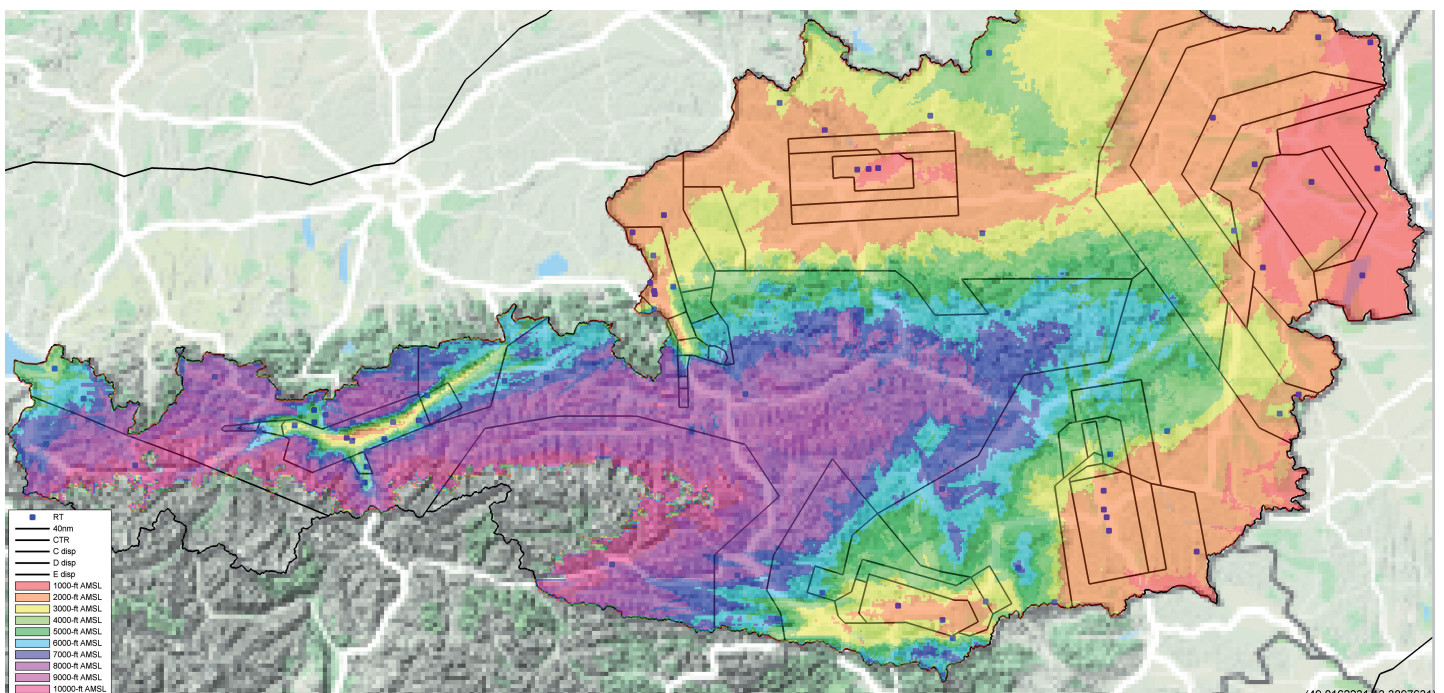 RT
40nm
CTR
C disp
D disp
E disp
1000-ft AMSL
2000-ft AMSL
3000-ft AMSL
4000-ft AMSL
5000-ft AMSL
6000-ft AMSL
7000-ft AMSL
8000-ft AMSL
9000-ft AMSL
10000-ft AMSL